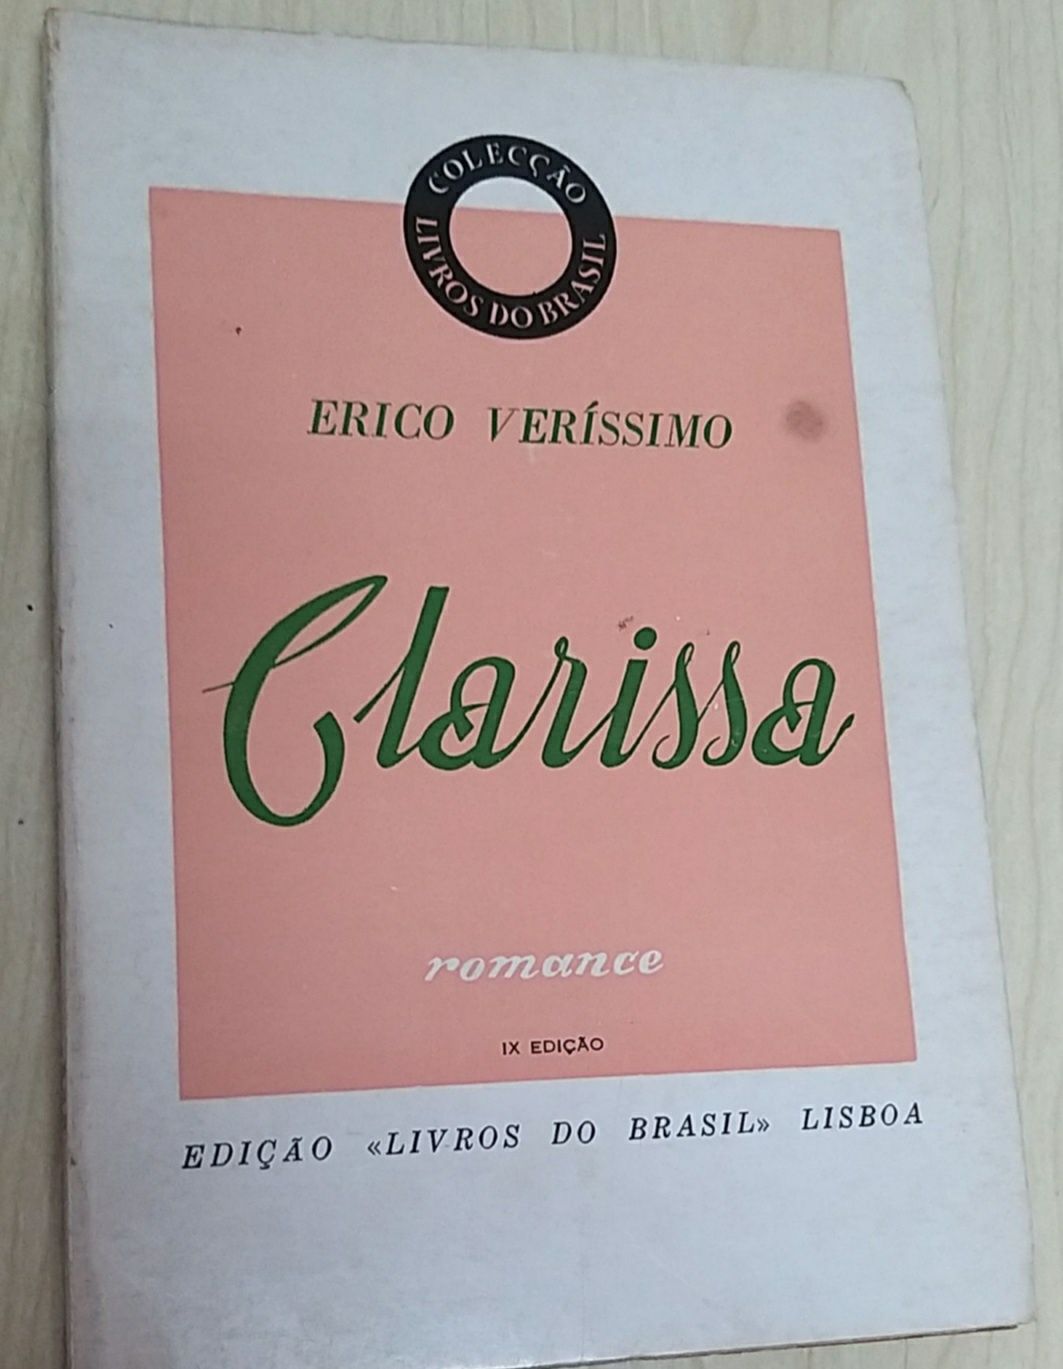 COLECÇÃO
LIVROS DO BRASIL
ERICO VERÍSSIMO
Clarissa
romance
IX EDIÇÃO
EDIÇÃO «LIVROS DO BRASIL» LISBOA